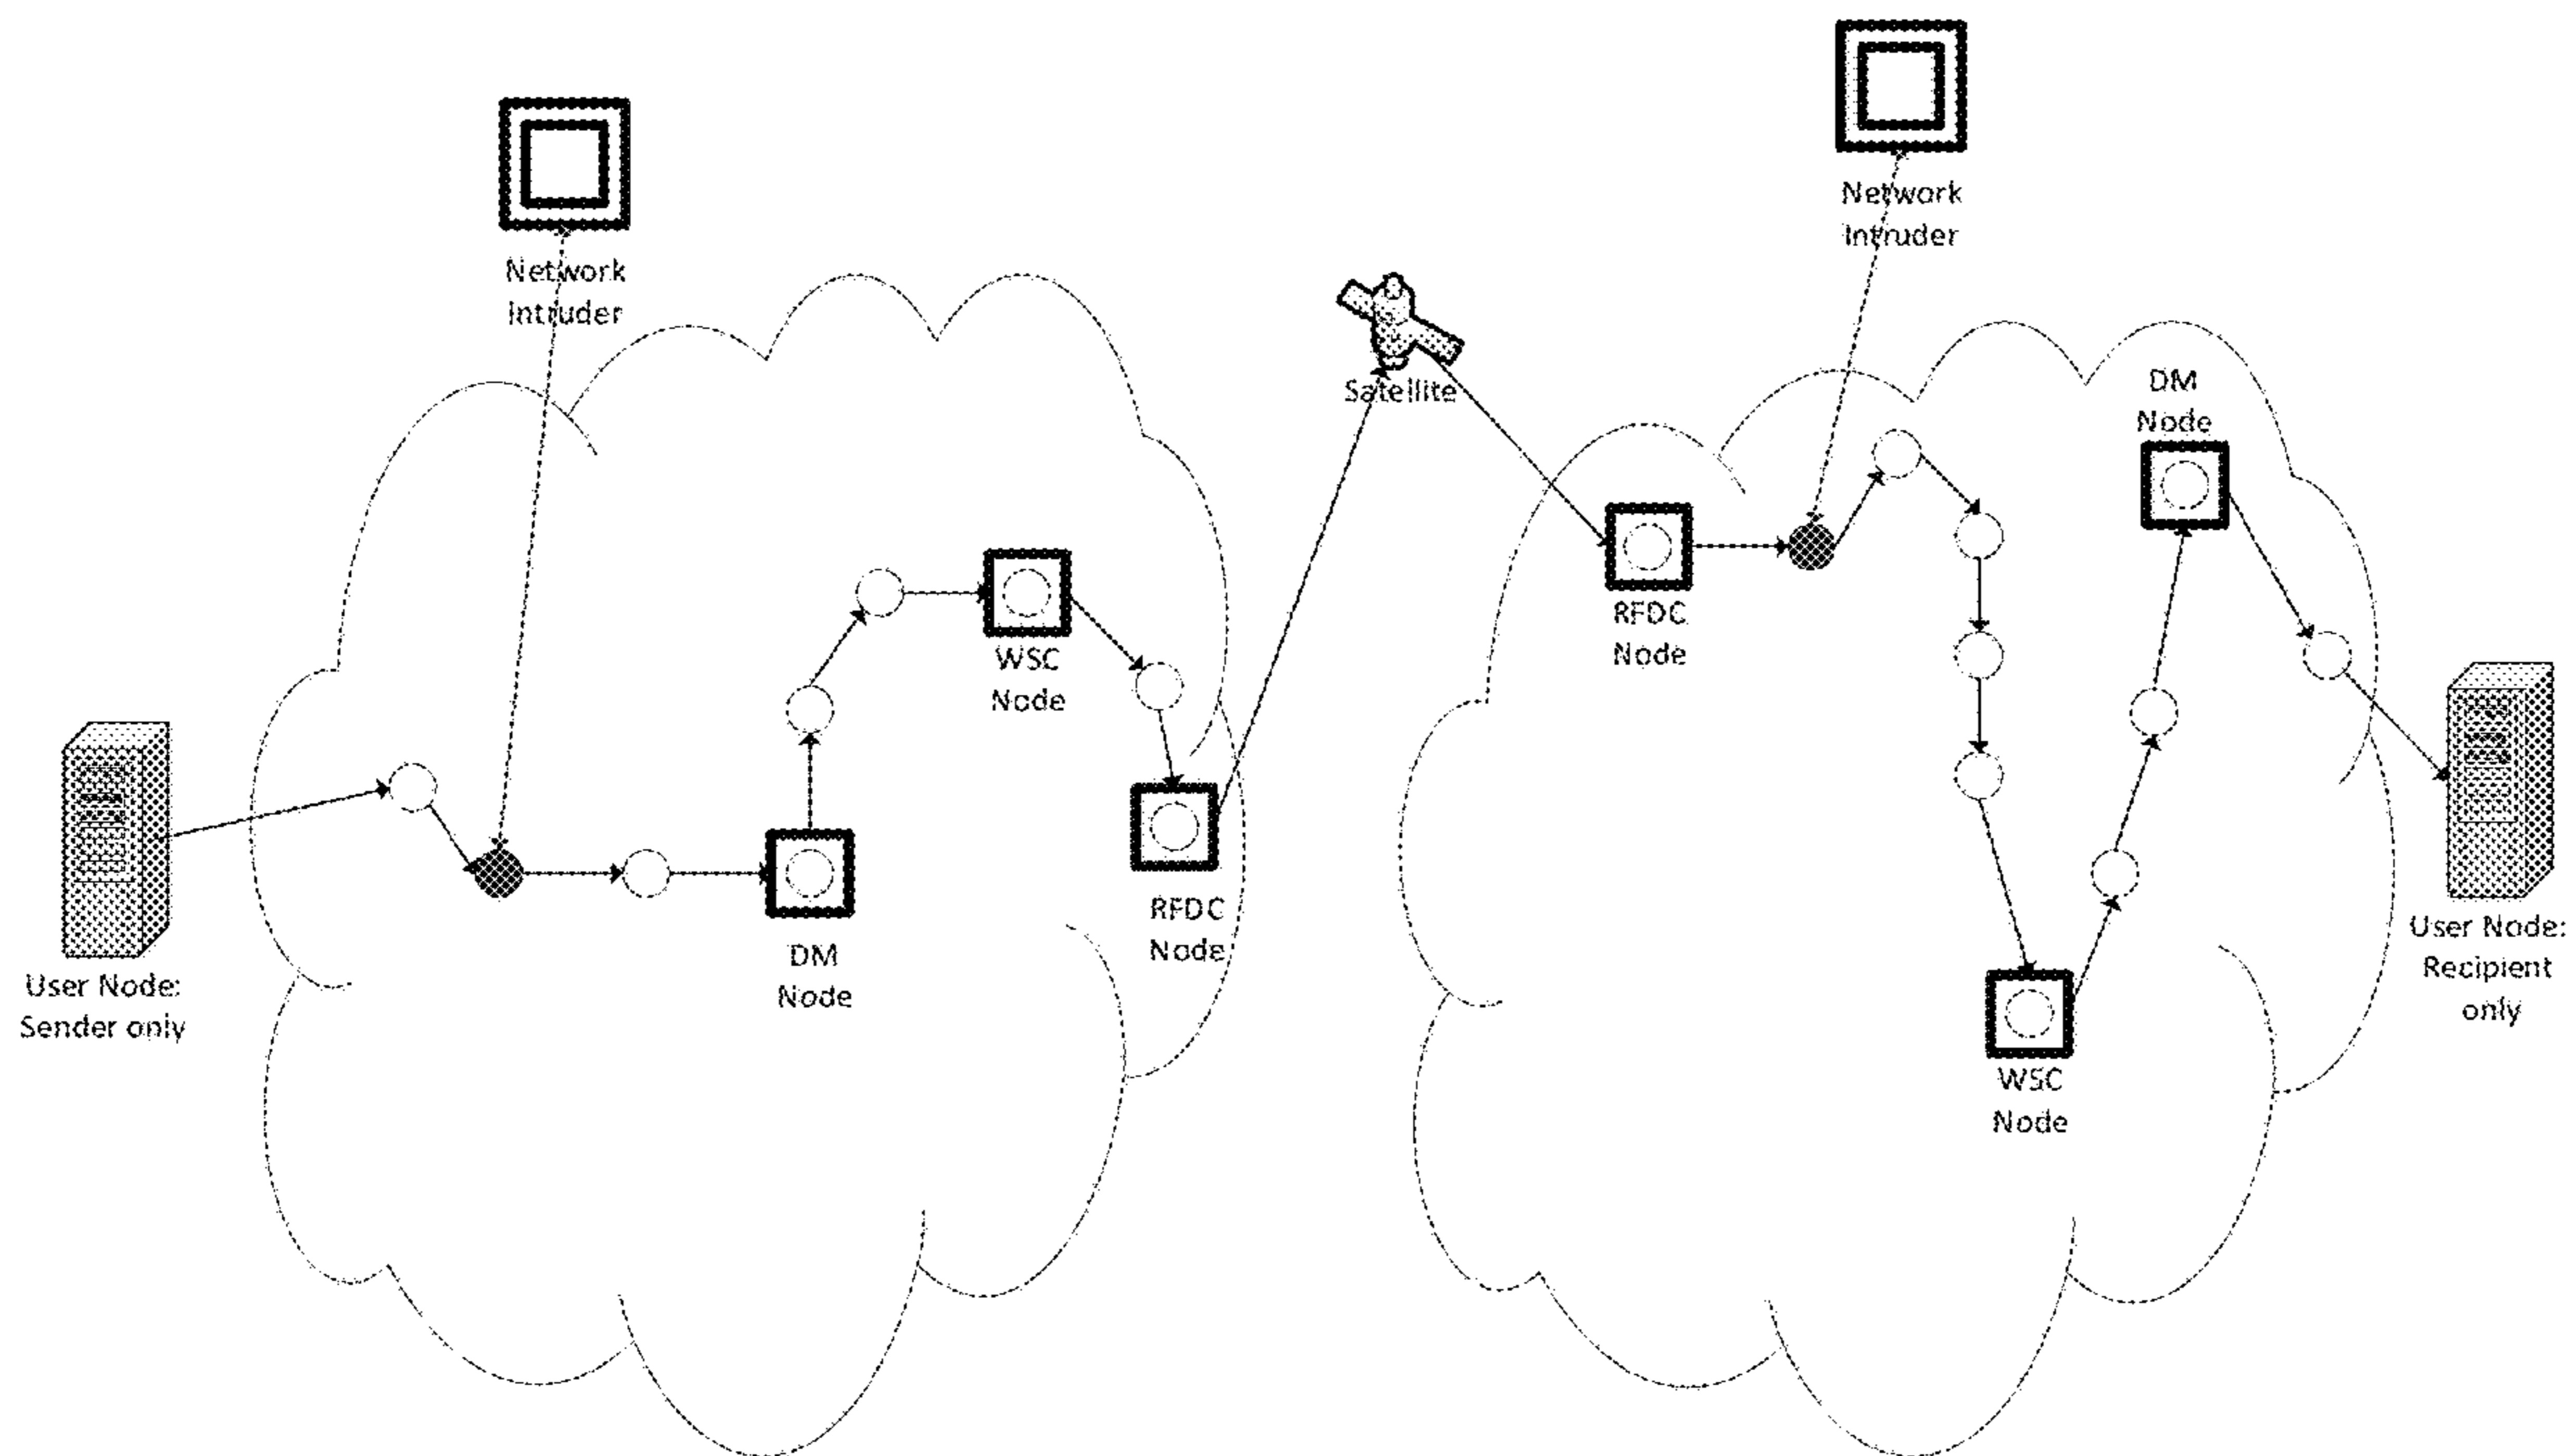 Network
Intruder
Network
Intruder
Satellite
DM
Node
RFDC
Node
WSC
Node
User Node:
Sender only
DM
Node
RFDC
Node
User Node:
Recipient
only
WSC
Node